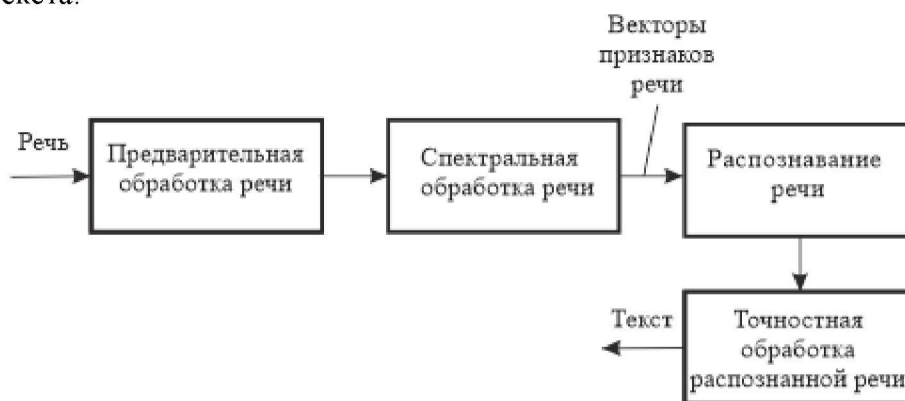 Векторы
признаков
речи
Речь
Предварительная
обработка речи
Спектральная
обработка речи
Распознавание
речи
Текст
Точностная
обработка
распознанной речи